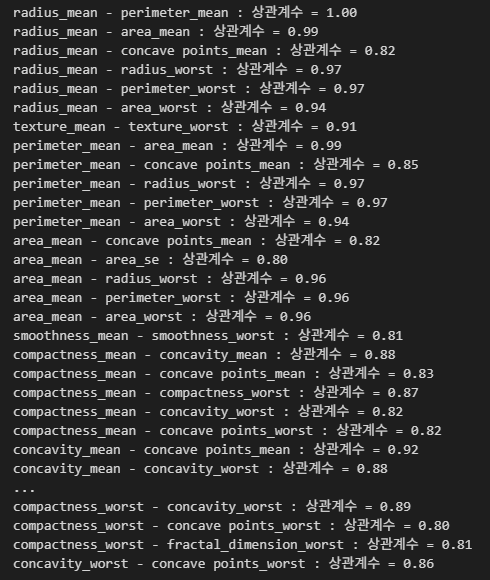 radius_mean - perimeter_mean : 상관계수 = 1.00
radius_mean - area_mean : 상관계수 = 0.99
radius_mean - concave points_mean : 상관계수 = 0.82
radius_mean - radius_worst : 상관계수 = 0.97
radius_mean - perimeter_worst : 상관계수 = 0.97
radius_mean - area_worst : 상관계수 = 0.94
texture_mean - texture_worst : 상관계수 = 0.91
perimeter_mean - area_mean : 상관계수 = 0.99
perimeter_mean - concave points_mean : 상관계수 = 0.85
perimeter_mean - radius_worst : 상관계수 = 0.97
perimeter_mean - perimeter_worst : 상관계수 = 0.97
perimeter_mean - area_worst : 상관계수 = 0.94
area_mean - concave points_mean : 상관계수 = 0.82
area_mean - area_se : 상관계수 = 0.80
area_mean - radius_worst : 상관계수 = 0.96
area_mean - perimeter_worst : 상관계수 = 0.96
area_mean - area_worst : 상관계수 = 0.96
smoothness_mean - smoothness_worst : 상관계수 = 0.81
compactness_mean - concavity_mean : 상관계수 = 0.88
compactness_mean - concave points_mean : 상관계수 = 0.83
compactness_mean - compactness_worst : 상관계수 = 0.87
compactness_mean - concavity_worst : 상관계수 = 0.82
compactness_mean - concave points_worst : 상관계수 = 0.82
concavity_mean - concave points_mean : 상관계수 = 0.92
concavity_mean - concavity_worst : 상관계수 = 0.88
...
compactness_worst - concavity_worst : 상관계수 = 0.89
compactness_worst - concave points_worst : 상관계수 = 0.80
compactness_worst - fractal_dimension_worst : 상관계수 = 0.81
concavity_worst - concave points_worst : 상관계수 = 0.86